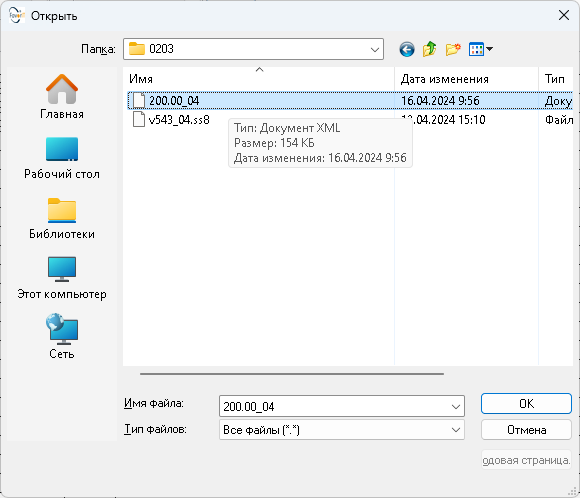 Открыть
Папка:
0203
Имя
Дата изменения
Тип
200.00_04
16.04.2024 9:56
Доку
v543_04.ss8
.04.2024 15:10
Файл
Тип: Документ XML
Размер: 154 КБ
Дата изменения: 16.04.2024 9:56
Главная
Рабочий стол
Библиотеки
Этот компьютер
Сеть
Имя файла:
200.00_04
OK
Тип файлов:
Все файлы (*.*)
Отмена
одовая страница.